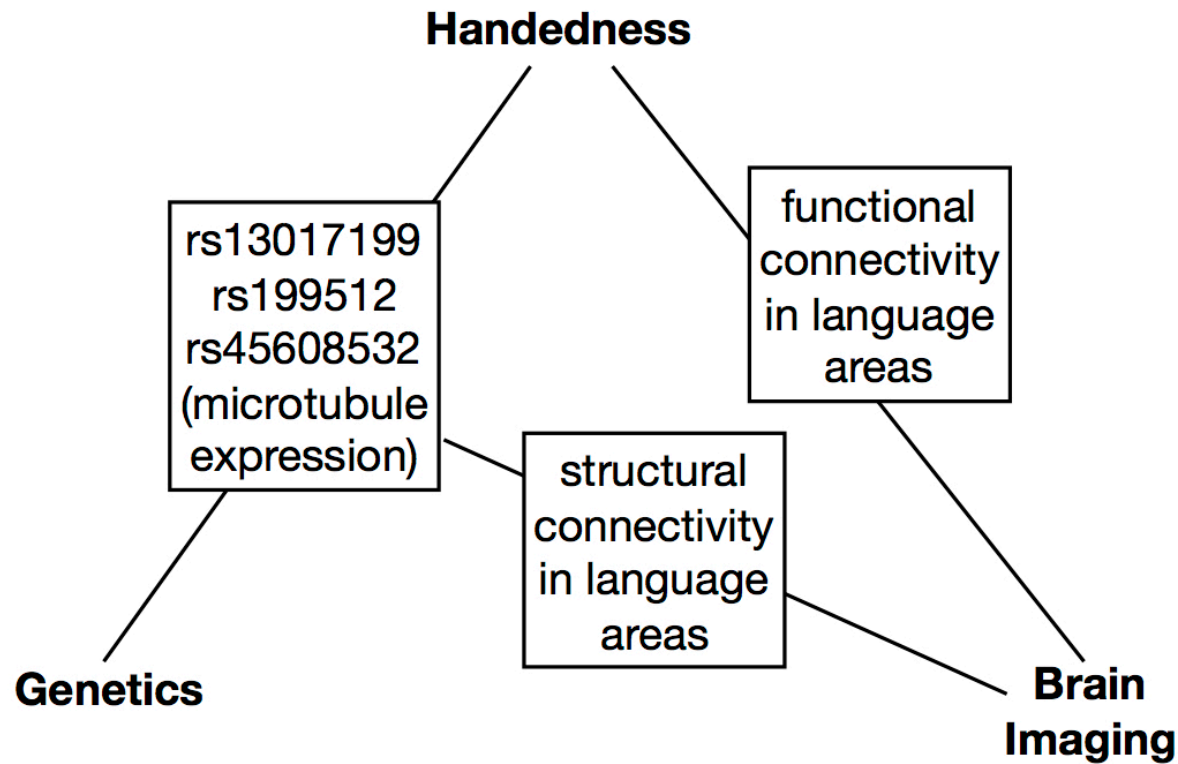 Handedness
rs13017199
rs199512
rs45608532
(microtubule
expression)
functional
connectivity
in language
areas
structural
connectivity
in language
areas
Genetics
Brain
Imaging